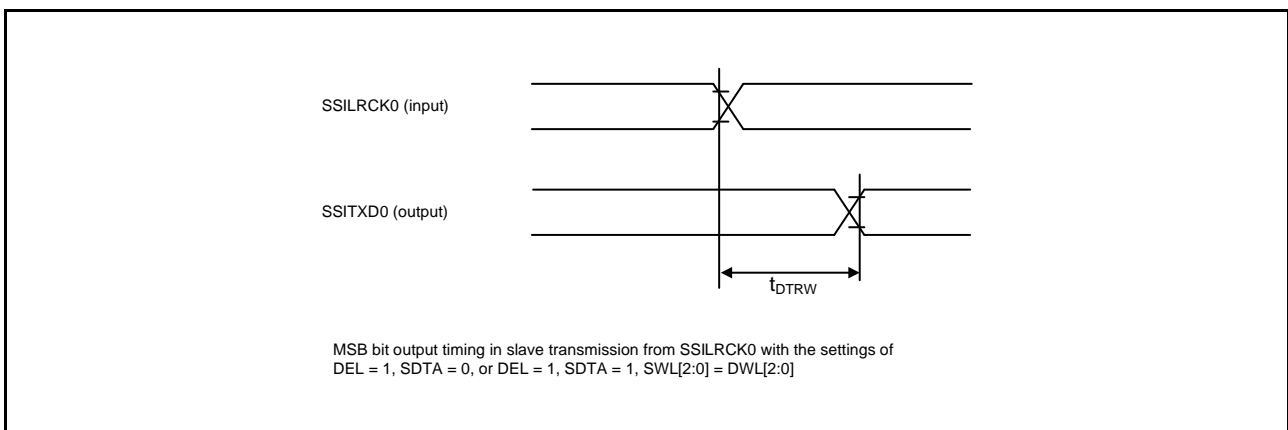 SSILRCK0 (input)
SSITXD0 (output)
tDTRW
MSB bit output timing in slave transmission from SSILRCK0 with the settings of
DEL = 1, SDTA = 0, or DEL = 1, SDTA = 1, SWL[2:0] = DWL[2:0]